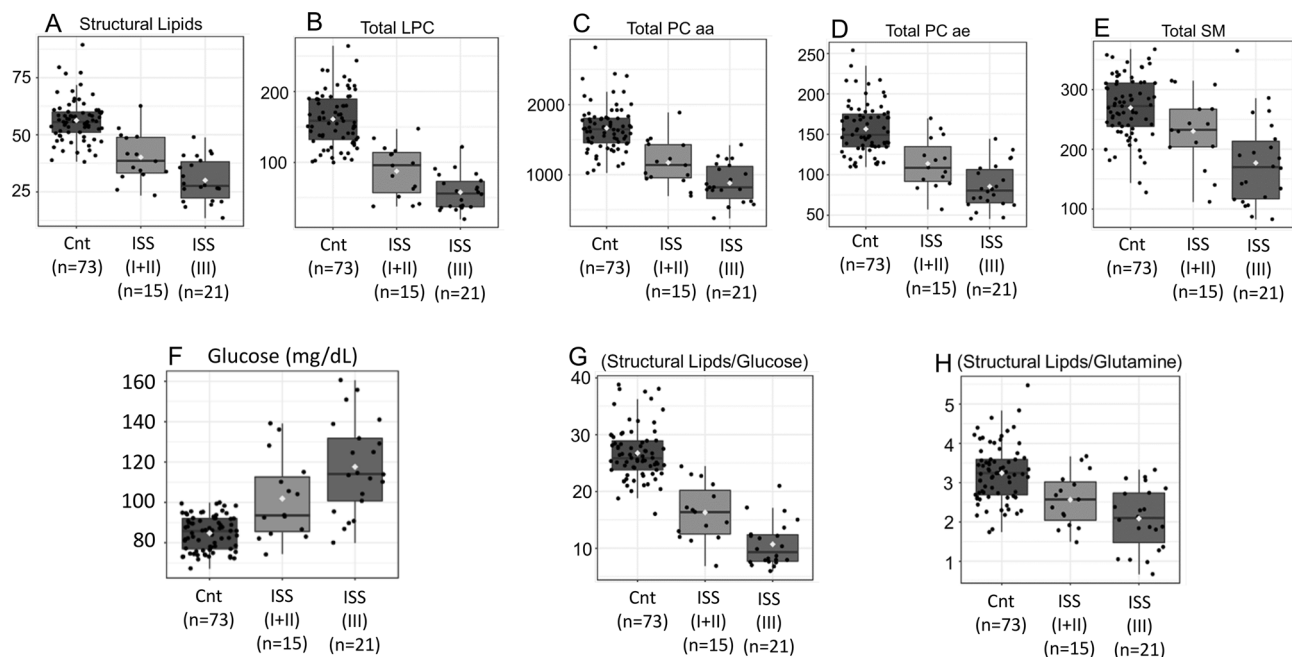 A Structural Lipids
75
50
25
Cnt
(n=73)
ISS
(I+II)
(n=15)
ISS
(III)
(n=21)
B Total LPC
200
100
Cnt
(n=73)
ISS
(I+II)
(n=15)
ISS
(III)
(n=21)
C Total PC aa
2000
1000
Cnt
(n=73)
ISS
(I+II)
(n=15)
ISS
(III)
(n=21)
D Total PC ae
250
200
150
100
50
Cnt
(n=73)
ISS
(I+II)
(n=15)
ISS
(III)
(n=21)
E Total SM
300
200
100
Cnt
(n=73)
ISS
(I+II)
(n=15)
ISS
(III)
(n=21)
F Glucose (mg/dL)
160
140
120
100
80
Cnt
(n=73)
ISS
(I+II)
(n=15)
ISS
(III)
(n=21)
G (Structural Lipds/Glucose)
40
30
20
10
Cnt
(n=73)
ISS
(I+II)
(n=15)
ISS
(III)
(n=21)
H (Structural Lipds/Glutamine)
5
4
3
2
1
Cnt
(n=73)
ISS
(I+II)
(n=15)
ISS
(III)
(n=21)